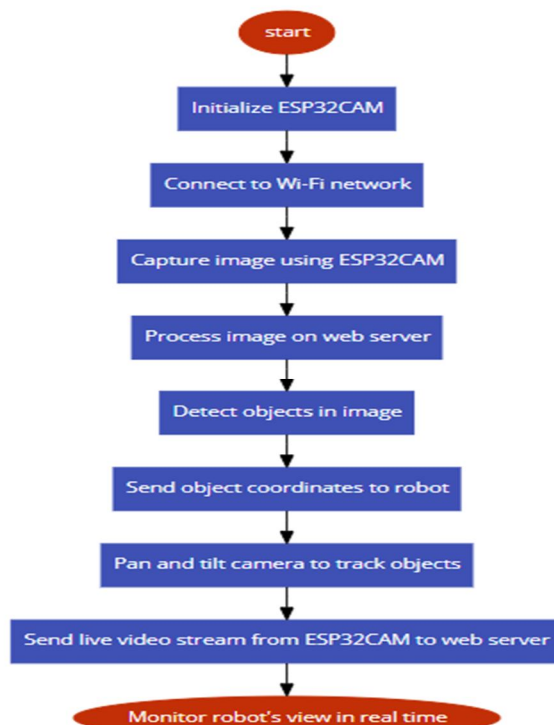 start
Initialize ESP32CAM
Connect to Wi-Fi network
Capture image using ESP32CAM
Process image on web server
Detect objects in image
Send object coordinates to robot
Pan and tilt camera to track objects
Send live video stream from ESP32CAM to web server
Monitor robot's view in real time